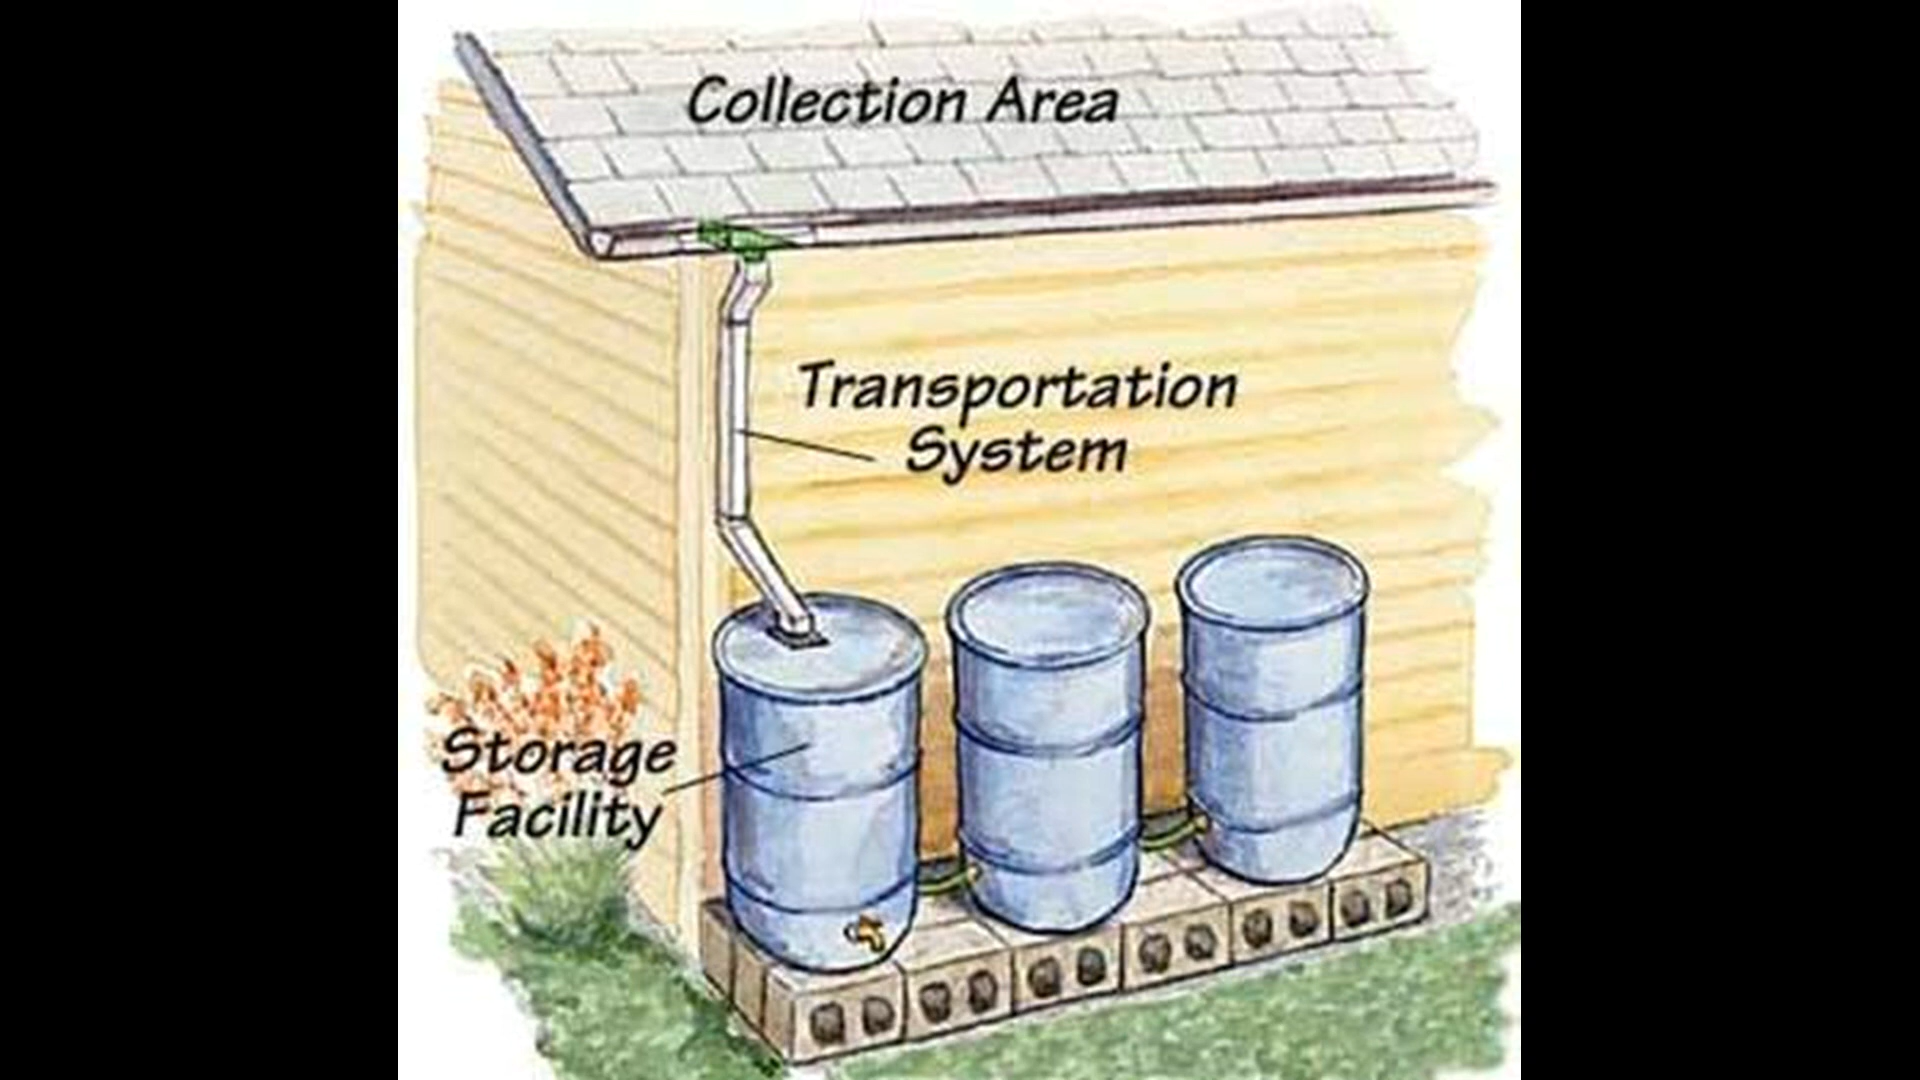 Collection Area
Transportation
System
Storage
Facility